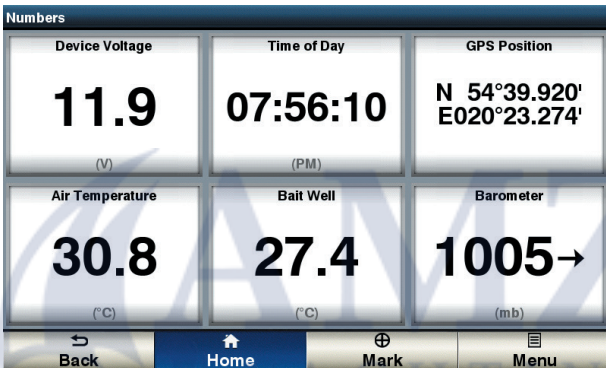 Numbers
Device Voltage
11.9
(V)
Time of Day
07:56:10
(PM)
GPS Position
N 54°39.920'
E020°23.274'
Air Temperature
30.8
(°C)
Bait Well
27.4
(°C)
Barometer
1005→
(mb)
Back
Home
Mark
Menu